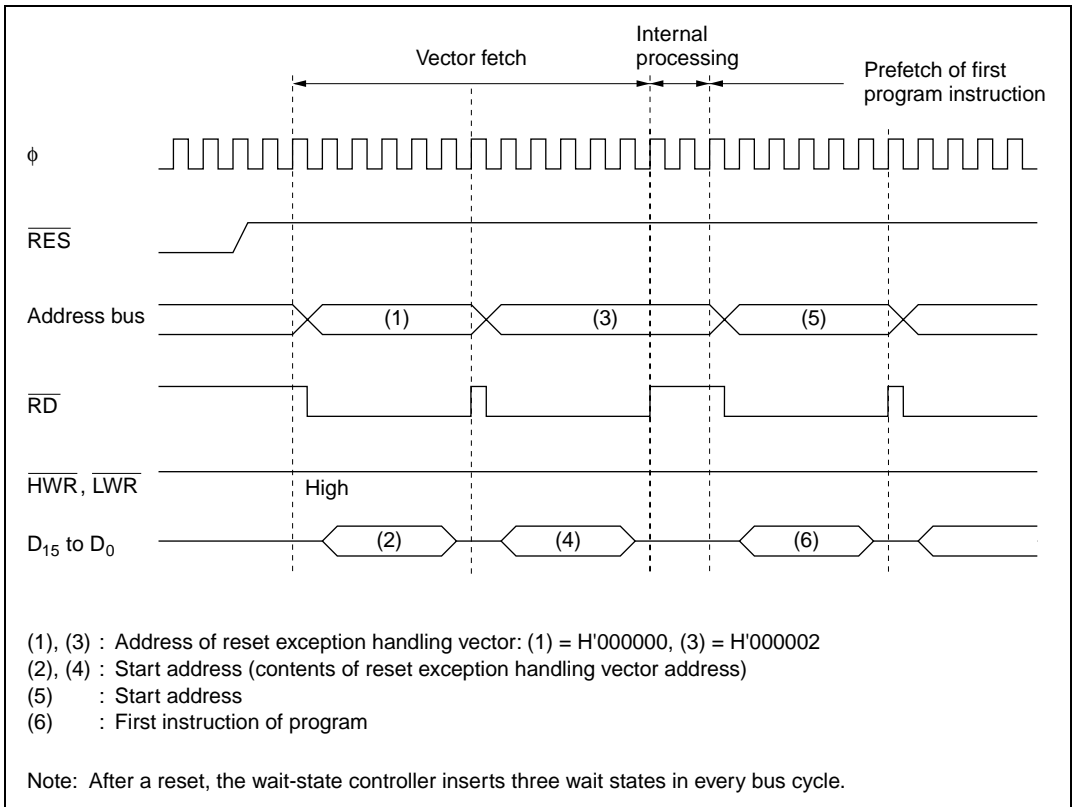 Vector fetch
Internal
processing
Prefetch of first
program instruction
ϕ
RES
Address bus
(1)
(3)
(5)
RD
HWR, LWR
High
D15 to D0
(2)
(4)
(6)
(1), (3) : Address of reset exception handling vector: (1) = H'000000, (3) = H'000002
(2), (4) : Start address (contents of reset exception handling vector address)
(5) : Start address
(6) : First instruction of program
Note: After a reset, the wait-state controller inserts three wait states in every bus cycle.